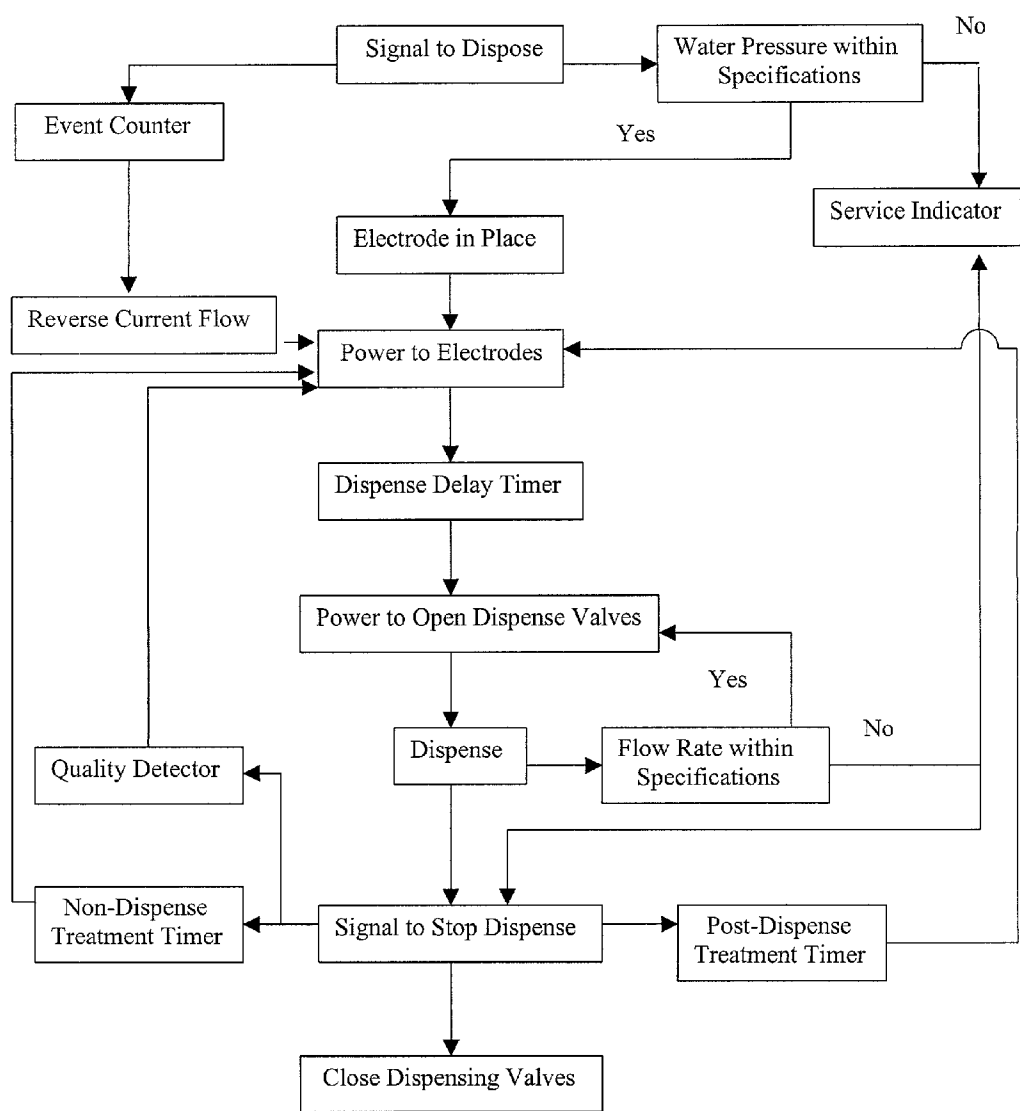 No
Signal to Dispose
Water Pressure within
Specifications
Event Counter
Yes
Service Indicator
Electrode in Place
Reverse Current Flow
Power to Electrodes
Dispense Delay Timer
Power to Open Dispense Valves
Yes
No
Dispense
Flow Rate within
Specifications
Quality Detector
Non-Dispense
Treatment Timer
Signal to Stop Dispense
Post-Dispense
Treatment Timer
Close Dispensing Valves